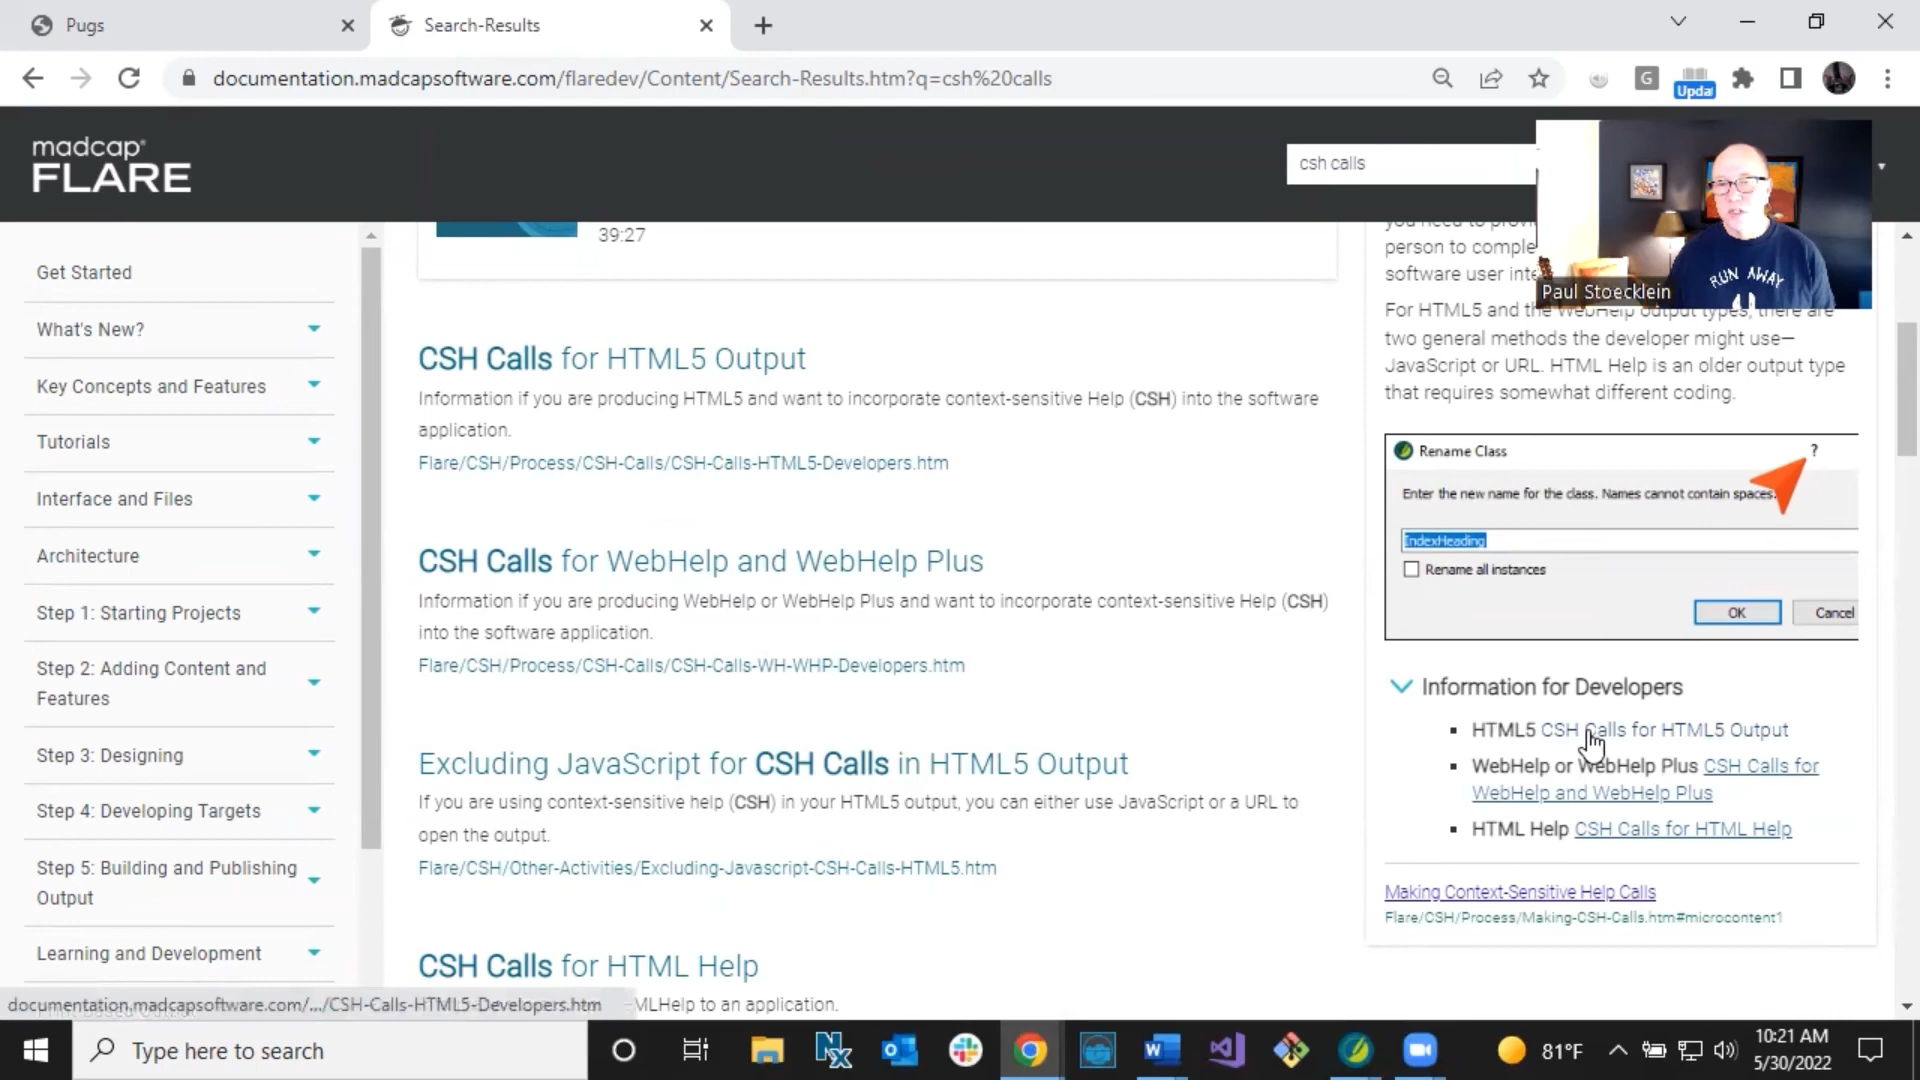 Pugs
Search-Results
documentation.madcapsoftware.com/flaredev/Content/Search-Results.htm?q=csh%20calls
G
Updat
madcap
FLARE
csh calls
RUN AWAY
Paul Stoecklein
Get Started
What's New?
Key Concepts and Features
Tutorials
Interface and Files
Architecture
Step 1: Starting Projects
Step 2: Adding Content and
Features
Step 3: Designing
Step 4: Developing Targets
Step 5: Building and Publishing
Output
Learning and Development
39:27
CSH Calls for HTML5 Output
Information if you are producing HTML5 and want to incorporate context-sensitive Help (CSH) into the software
application.
Flare/CSH/Process/CSH-Calls/CSH-Calls-HTML5-Developers.htm
CSH Calls for WebHelp and WebHelp Plus
Information if you are producing WebHelp or WebHelp Plus and want to incorporate context-sensitive Help (CSH)
into the software application.
Flare/CSH/Process/CSH-Calls/CSH-Calls-WH-WHP-Developers.htm
Excluding JavaScript for CSH Calls in HTML5 Output
If you are using context-sensitive help (CSH) in your HTML5 output, you can either use JavaScript or a URL to
open the output.
Flare/CSH/Other-Activities/Excluding-Javascript-CSH-Calls-HTML5.htm
CSH Calls for HTML Help
MLHelp to an application.
you need to provi
person to comple
software user inte
For HTML5 and the WebHelp output types, there are
two general methods the developer might use—
JavaScript or URL. HTML Help is an older output type
that requires somewhat different coding.
Rename Class
?
Enter the new name for the class. Names cannot contain spaces.
IndexHeading
Rename all instances
OK
Cancel
Information for Developers
HTML5 CSH Calls for HTML5 Output
WebHelp or WebHelp Plus CSH Calls for
WebHelp and WebHelp Plus
HTML Help CSH Calls for HTML Help
Making Context-Sensitive Help Calls
Flare/CSH/Process/Making-CSH-Calls.htm#microcontent1
documentation.madcapsoftware.com/.../CSH-Calls-HTML5-Developers.htm
Type here to search
81°F
10:21 AM
5/30/2022